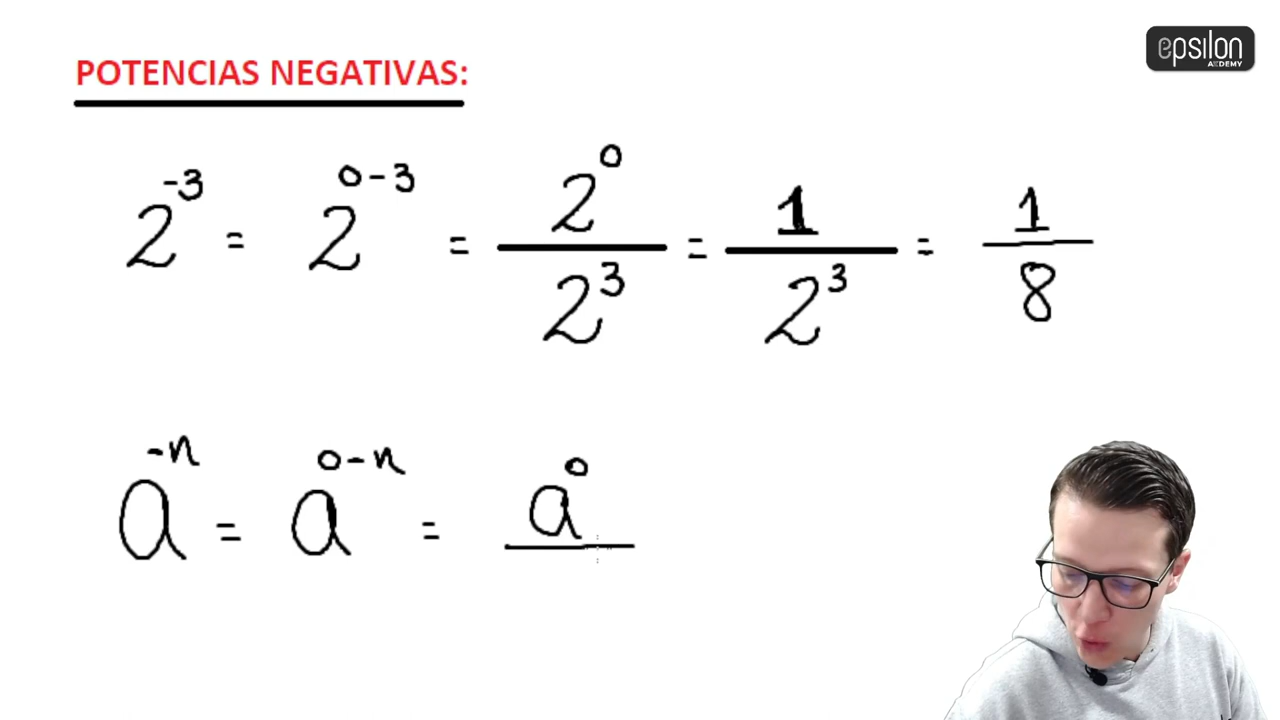 epsilon
AKDEMY
POTENCIAS NEGATIVAS:
2^-3 = 2^0-3 = 2^0/2^3 = 1/2^3 = 1/8
a^-n = a^0-n = a^0/